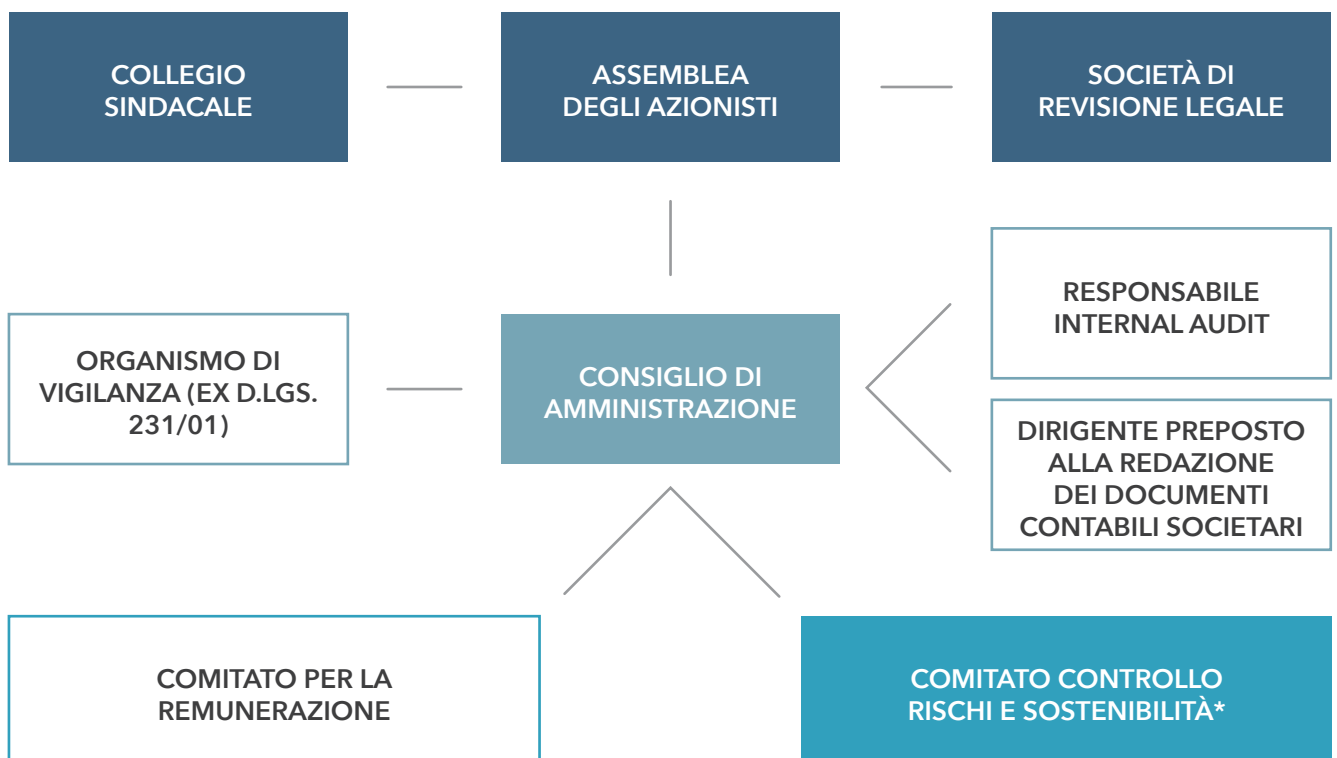 COLLEGIO
SINDACALE
ASSEMBLEA
DEGLI AZIONISTI
SOCIETÀ DI
REVISIONE LEGALE
RESPONSABILE
INTERNAL AUDIT
ORGANISMO DI
VIGILANZA (EX D.LGS.
231/01)
CONSIGLIO DI
AMMINISTRAZIONE
DIRIGENTE PREPOSTO
ALLA REDAZIONE
DEI DOCUMENTI
CONTABILI SOCIETARI
COMITATO PER LA
REMUNERAZIONE
COMITATO CONTROLLO
RISCHI E SOSTENIBILITÀ*